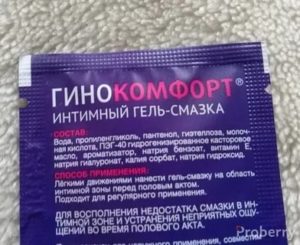 ГИНОКОМФОРТ®
ИНТИМНЫЙ ГЕЛЬ-СМАЗКА
СОСТАВ:
Вода, пропиленгликоль, пантенол, гиэтеллоза, молоч-
ная кислота, ПЭГ-40 гидрогенизированное касторовое
масло, ароматизатор, натрия бензоат, витамин Е,
натрия гиалуронат, калия сорбат, натрия гидроксид.
СПОСОБ ПРИМЕНЕНИЯ:
Лёгкими движениями нанести гель-смазку на область
интимной зоны перед половым актом.
Подходит для регулярного применения.
ДЛЯ ВОСПОЛНЕНИЯ НЕДОСТАТКА СМАЗКИ В ИН-
ТИМНОЙ ЗОНЕ И УСТРАНЕНИЯ НЕПРИЯТНЫХ ОЩУ-
ЩЕНИЙ ВО ВРЕМЯ ПОЛОВОГО АКТА.
применения
Proberry